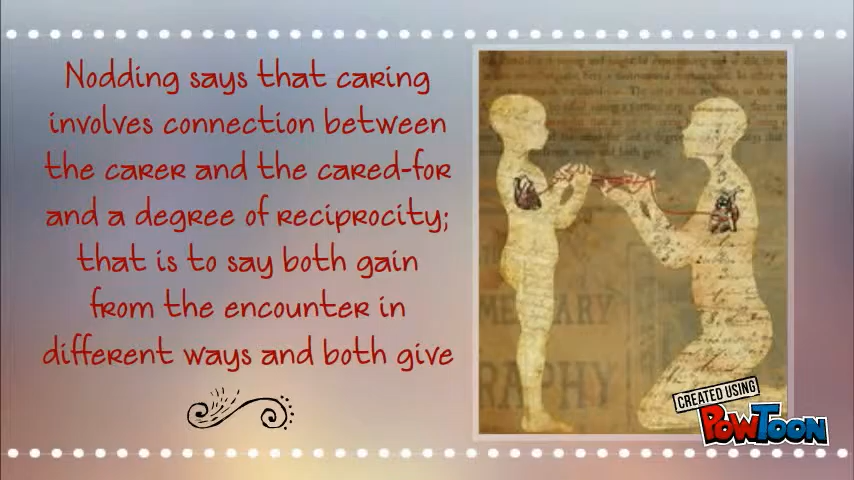 Nodding says that caring
involves connection between
the carer and the cared-for
and a degree of reciprocity;
that is to say both gain
from the encounter in
different ways and both give
CREATED USING
POWTOON